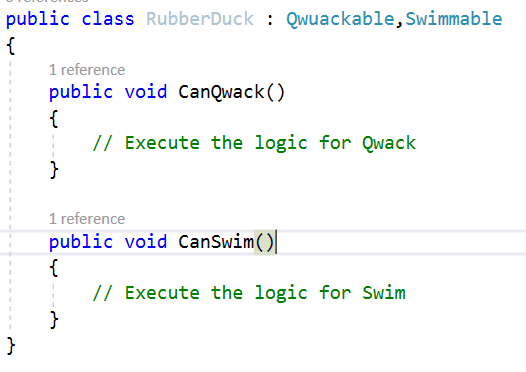 public class RubberDuck : Qwuackable,Swimmable
{
1 reference
public void CanQwack()
{
// Execute the logic for Qwack
}
1 reference
public void CanSwim()
{
// Execute the logic for Swim
}
}